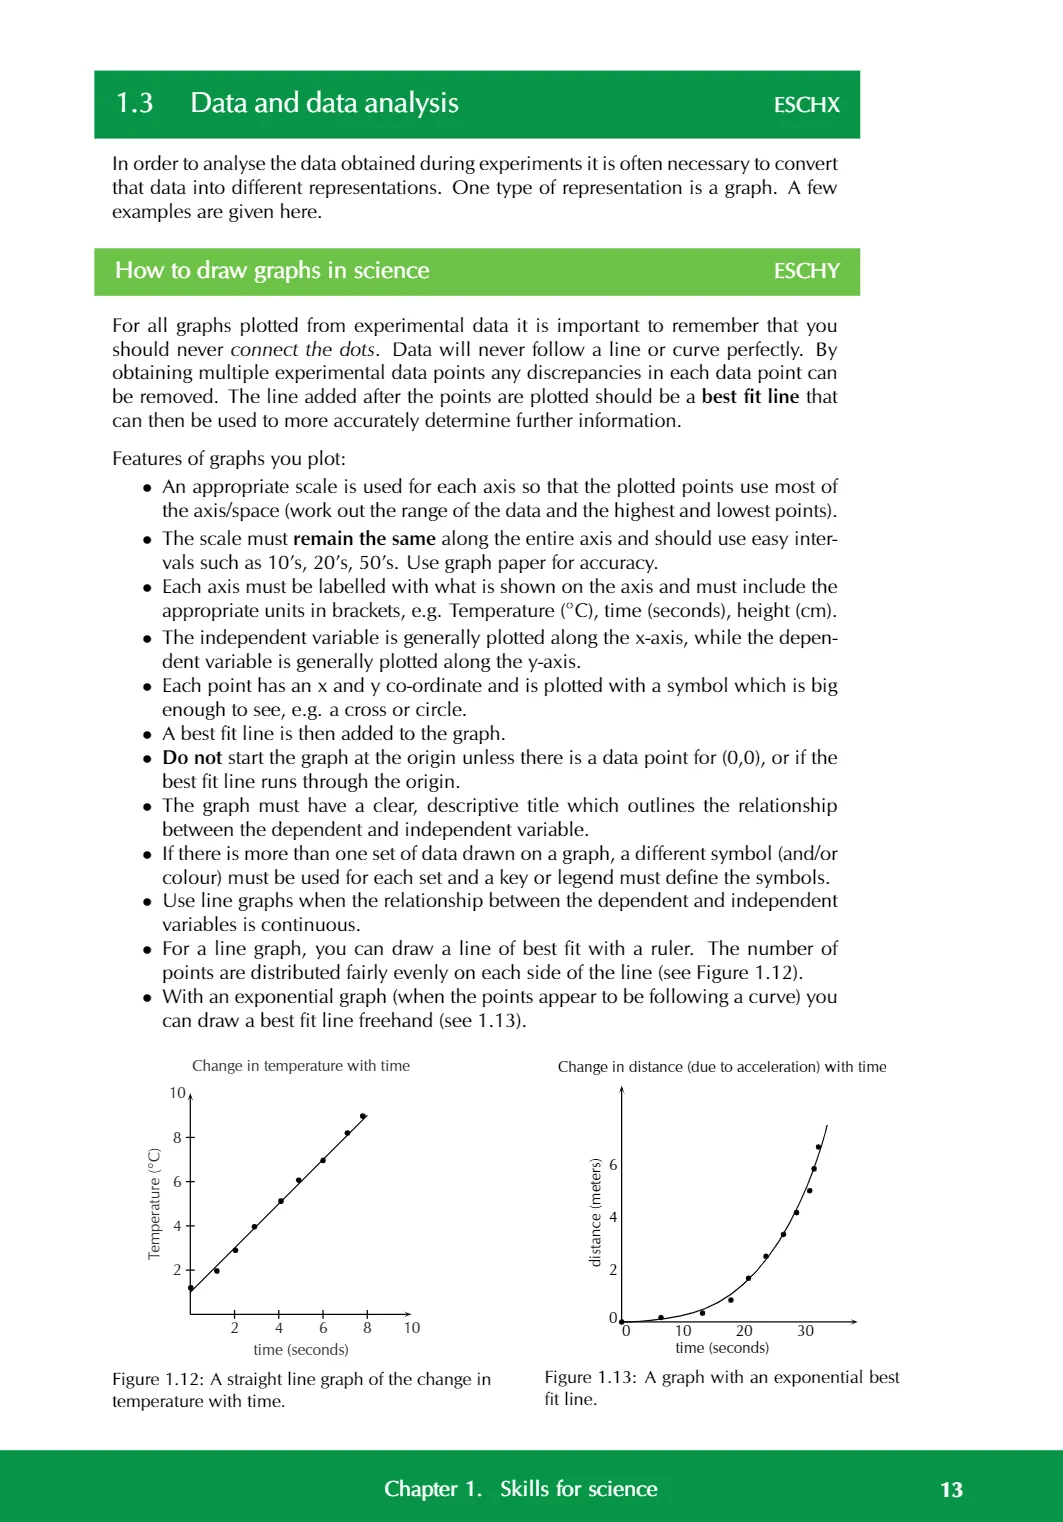 1.3 Data and data analysis ESCHX
In order to analyse the data obtained during experiments it is often necessary to convert
that data into different representations. One type of representation is a graph. A few
examples are given here.
How to draw graphs in science ESCHY
For all graphs plotted from experimental data it is important to remember that you
should never connect the dots. Data will never follow a line or curve perfectly. By
obtaining multiple experimental data points any discrepancies in each data point can
be removed. The line added after the points are plotted should be a best fit line that
can then be used to more accurately determine further information.
Features of graphs you plot:
• An appropriate scale is used for each axis so that the plotted points use most of
the axis/space (work out the range of the data and the highest and lowest points).
• The scale must remain the same along the entire axis and should use easy inter-
vals such as 10's, 20's, 50's. Use graph paper for accuracy.
• Each axis must be labelled with what is shown on the axis and must include the
appropriate units in brackets, e.g. Temperature (°C), time (seconds), height (cm).
• The independent variable is generally plotted along the x-axis, while the depen-
dent variable is generally plotted along the y-axis.
• Each point has an x and y co-ordinate and is plotted with a symbol which is big
enough to see, e.g. a cross or circle.
• A best fit line is then added to the graph.
• Do not start the graph at the origin unless there is a data point for (0,0), or if the
best fit line runs through the origin.
• The graph must have a clear, descriptive title which outlines the relationship
between the dependent and independent variable.
• If there is more than one set of data drawn on a graph, a different symbol (and/or
colour) must be used for each set and a key or legend must define the symbols.
• Use line graphs when the relationship between the dependent and independent
variables is continuous.
• For a line graph, you can draw a line of best fit with a ruler. The number of
points are distributed fairly evenly on each side of the line (see Figure 1.12).
• With an exponential graph (when the points appear to be following a curve) you
can draw a best fit line freehand (see 1.13).
Change in temperature with time
10
8
6
4
2
Temperature (°C)
2 4 6 8 10
time (seconds)
Figure 1.12: A straight line graph of the change in
temperature with time.
Change in distance (due to acceleration) with time
6
4
2
0
distance (meters)
0 10 20 30
time (seconds)
Figure 1.13: A graph with an exponential best
fit line.
Chapter 1. Skills for science 13